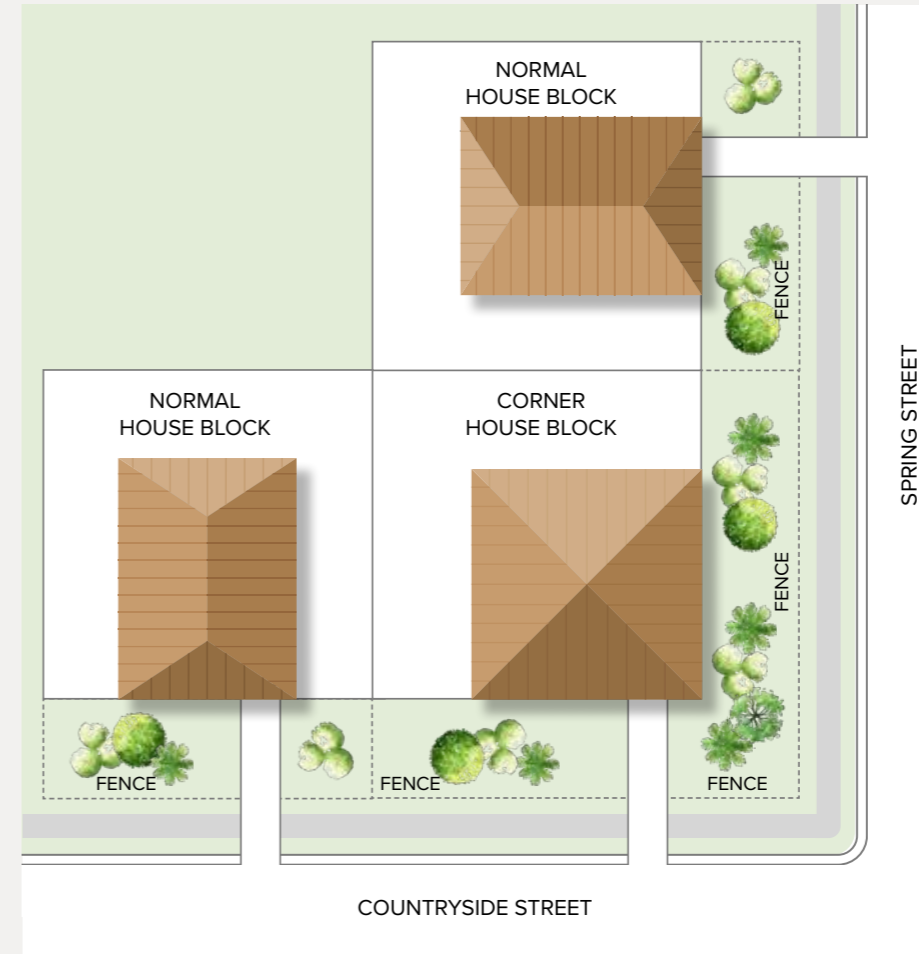 NORMAL
HOUSE BLOCK
FENCE
SPRING STREET
NORMAL
HOUSE BLOCK
CORNER
HOUSE BLOCK
FENCE
FENCE
FENCE
FENCE
COUNTRYSIDE STREET